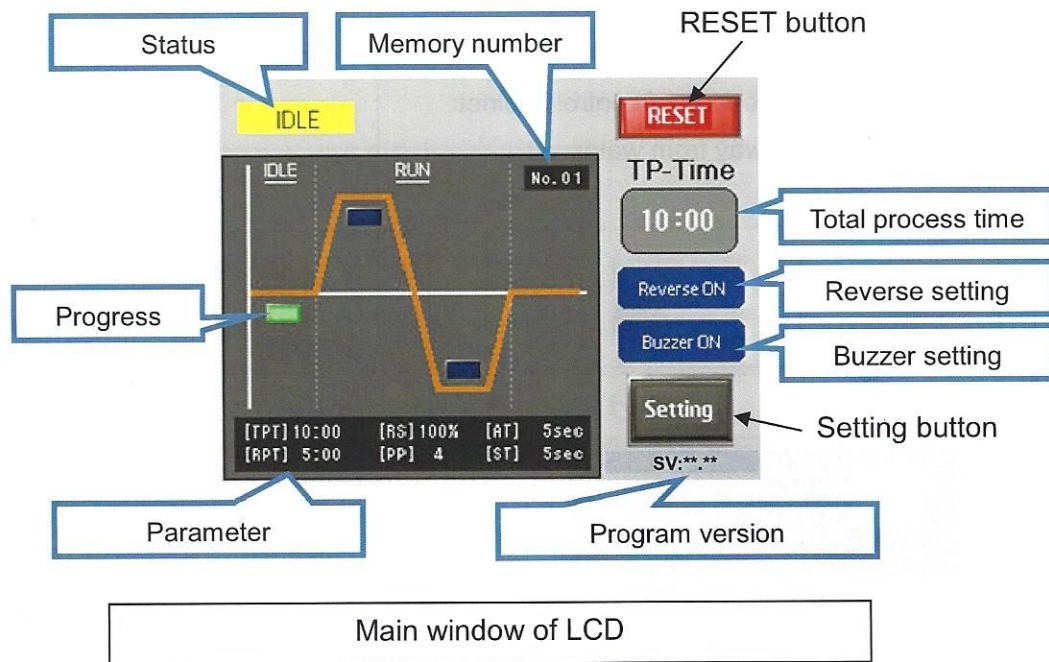 Status
Memory number
RESET button
IDLE
RESET
IDLE
RUN
No.01
TP-Time
10:00
Total process time
Reverse ON
Reverse setting
Progress
Buzzer ON
Buzzer setting
Setting
Setting button
[TPT] 10:00 [RS] 100% [AT] 5sec
[RPT] 5:00 [PP] 4 [ST] 5sec
SV:**.**
Parameter
Program version
Main window of LCD